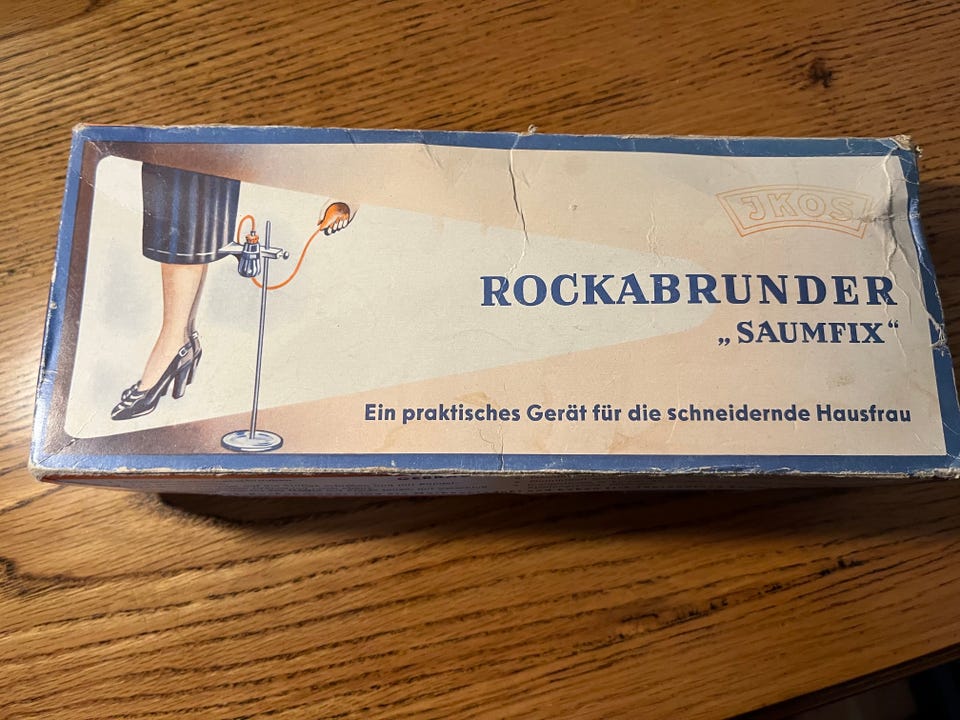 JKOS
ROCKABRUNDER
„SAUMFIX“
Ein praktisches Gerät für die schneidernde Hausfrau